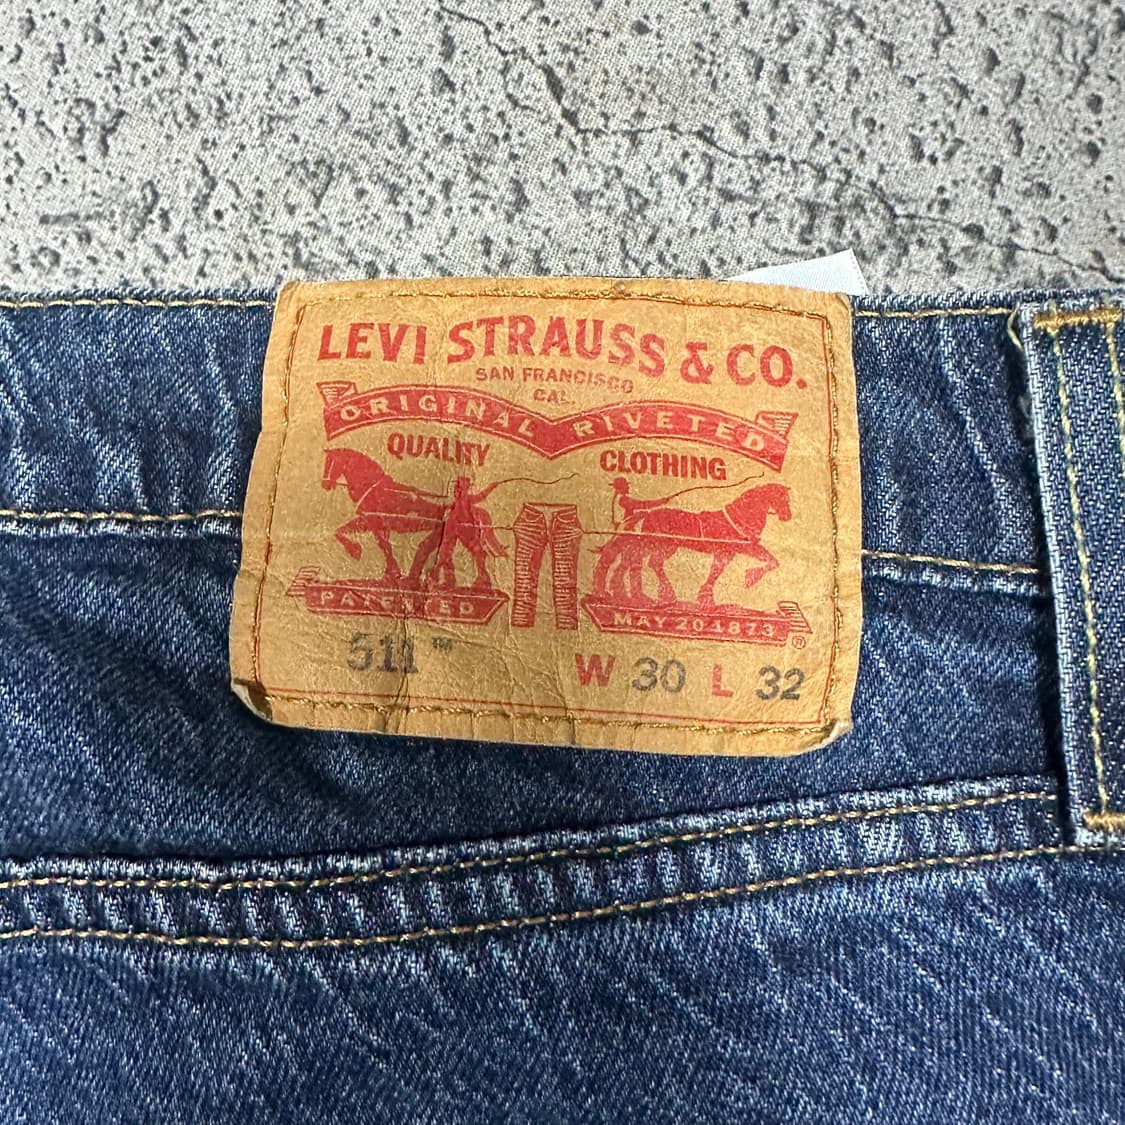 LEVI STRAUSS & CO.
SAN FRANCISCO
CAL.
ORIGINAL RIVETED
QUALITY CLOTHING
PATENTED MAY 20 1873 ®
511™ W 30 L 32